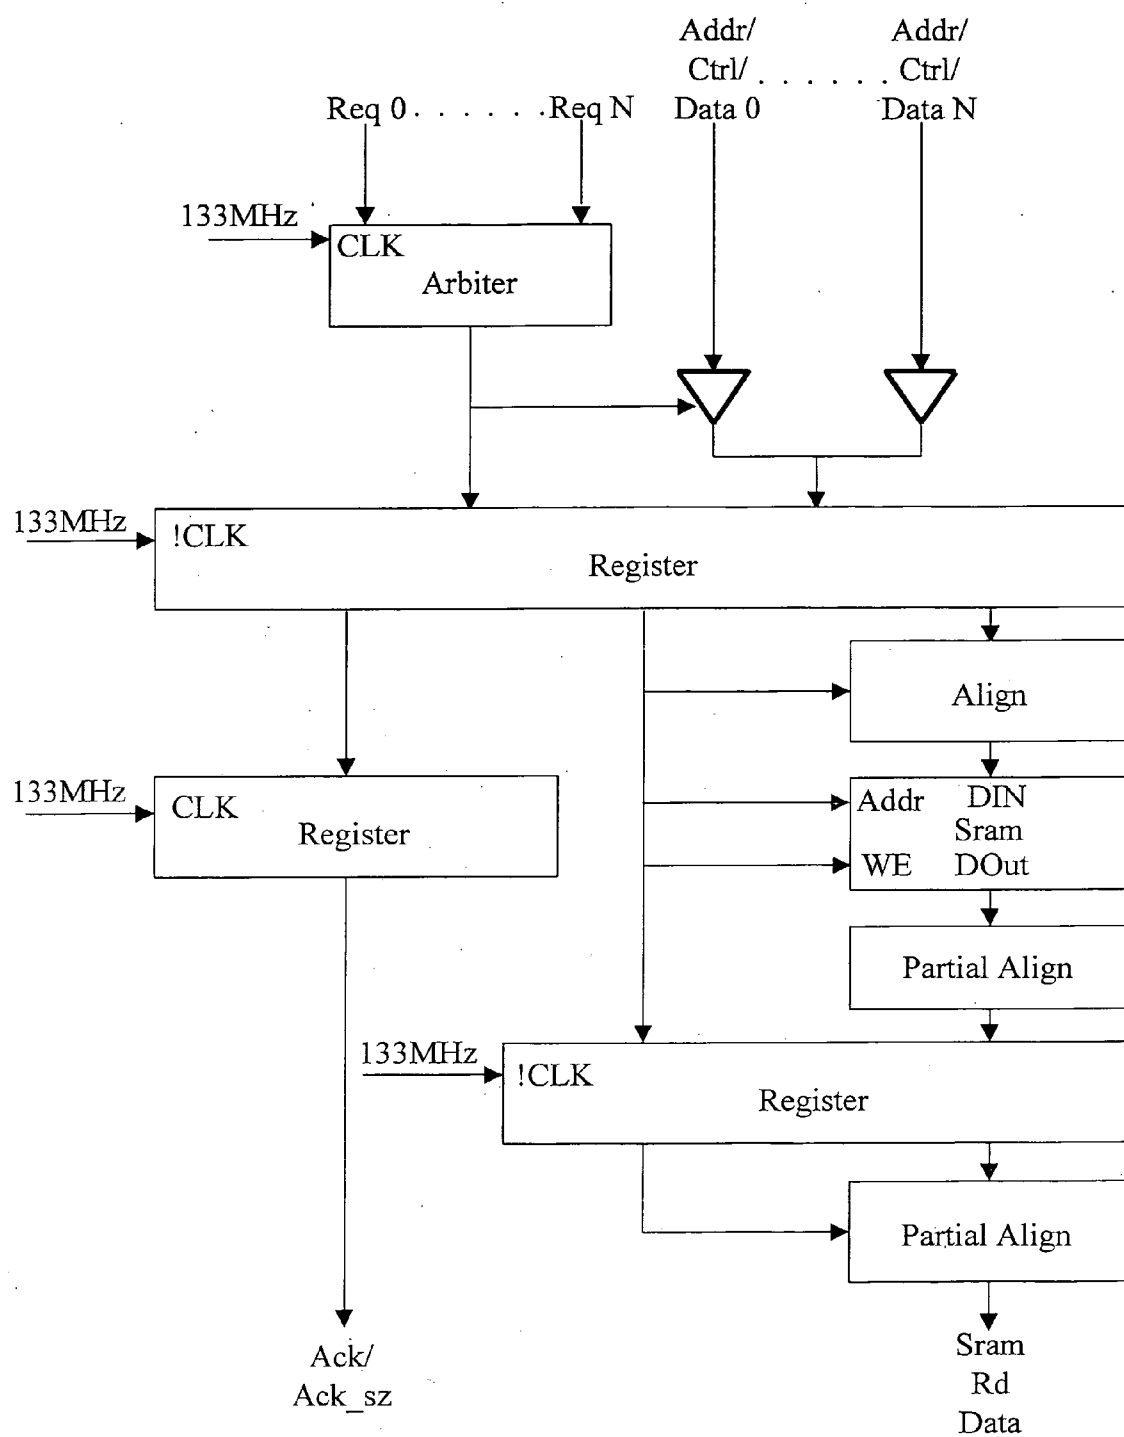 Addr/
Ctrl/
Data 0
. . . . . .
Addr/
Ctrl/
Data N
Req 0 . . . . . . Req N
133MHz
CLK
Arbiter
133MHz
!CLK
Register
Align
133MHz
CLK
Register
Addr DIN
Sram
WE DOut
Partial Align
133MHz
!CLK
Register
Partial Align
Ack/
Ack_sz
Sram
Rd
Data